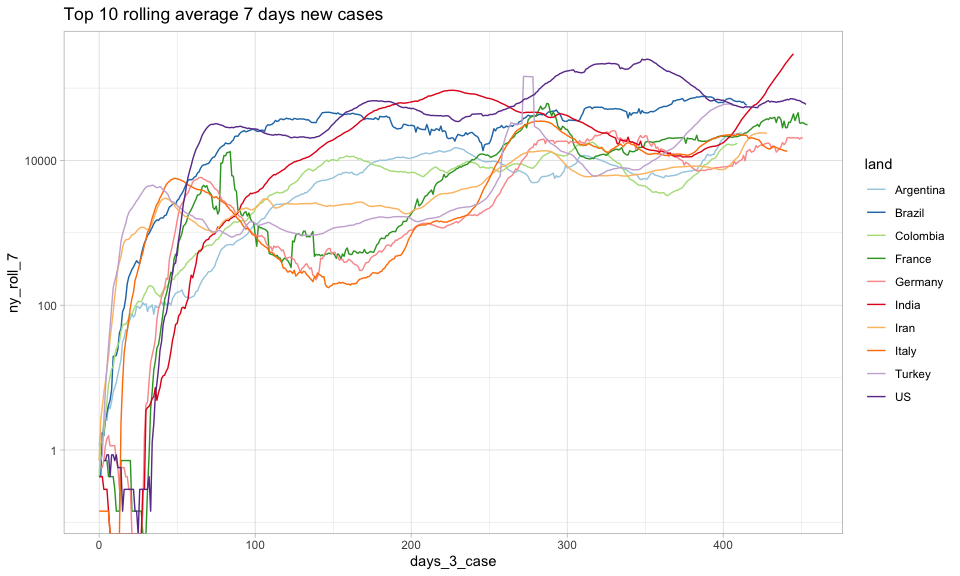 Top 10 rolling average 7 days new cases
ny_roll_7
10000
100
1
0
100
200
300
400
days_3_case
land
Argentina
Brazil
Colombia
France
Germany
India
Iran
Italy
Turkey
US